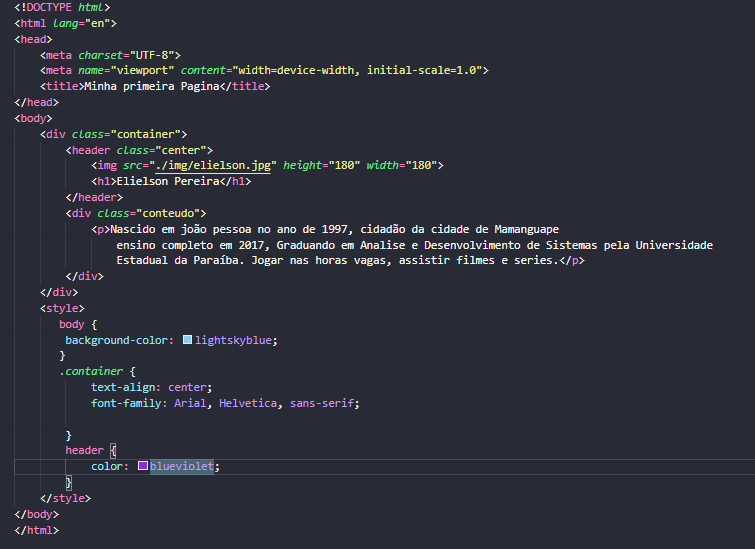 <!DOCTYPE html>
<html lang="en">
<head>
    <meta charset="UTF-8">
    <meta name="viewport" content="width=device-width, initial-scale=1.0">
    <title>Minha primeira Pagina</title>
</head>
<body>
    <div class="container">
        <header class="center">
            <img src="./img/elielson.jpg" height="180" width="180">
            <h1>Elielson Pereira</h1>
        </header>
        <div class="conteudo">
            <p>Nascido em joão pessoa no ano de 1997, cidadão da cidade de Mamanguape
                ensino completo em 2017, Graduando em Analise e Desenvolvimento de Sistemas pela Universidade
                Estadual da Paraíba. Jogar nas horas vagas, assistir filmes e series.</p>
        </div>
    </div>
    <style>
       body {
        background-color: lightskyblue;
       }
       .container {
            text-align: center;
            font-family: Arial, Helvetica, sans-serif;

        }
        header {
            color: blueviolet;
        }
    </style>
</body>
</html>